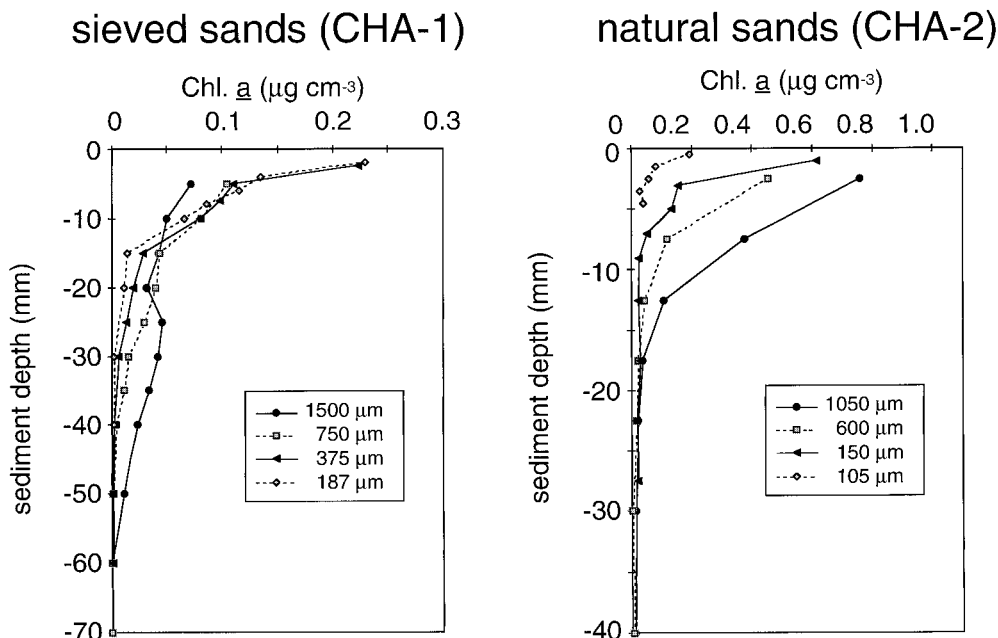 sieved sands (CHA-1)
Chl. a (µg cm-3)
0 0.1 0.2 0.3
0
-10
-20
-30
-40
-50
-60
-70
sediment depth (mm)
1500 µm
750 µm
375 µm
187 µm
natural sands (CHA-2)
Chl. a (µg cm-3)
0 0.2 0.4 0.6 0.8 1.0
0
-10
-20
-30
-40
sediment depth (mm)
1050 µm
600 µm
150 µm
105 µm